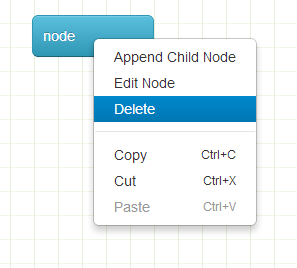 node
Append Child Node
Edit Node
Delete
Copy Ctrl+C
Cut Ctrl+X
Paste Ctrl+V